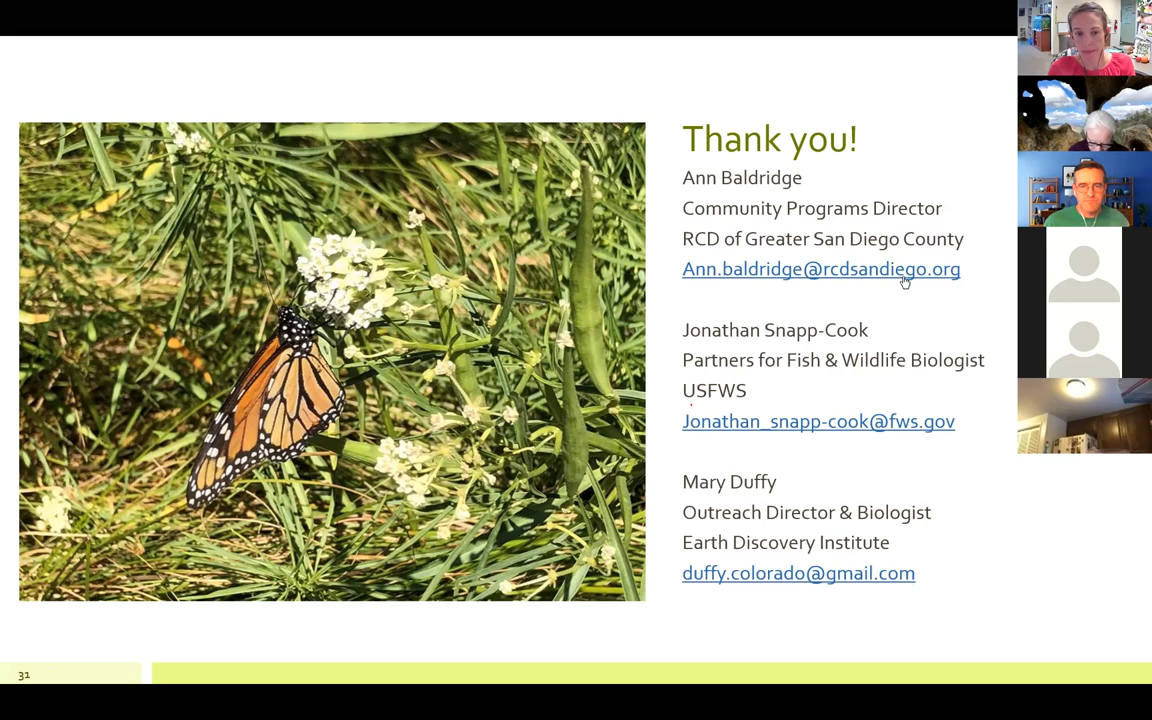 Thank you!
Ann Baldridge
Community Programs Director
RCD of Greater San Diego County
Ann.baldridge@rcdsandiego.org
Jonathan Snapp-Cook
Partners for Fish & Wildlife Biologist
USFWS
Jonathan_snapp-cook@fws.gov
Mary Duffy
Outreach Director & Biologist
Earth Discovery Institute
duffy.colorado@gmail.com
31